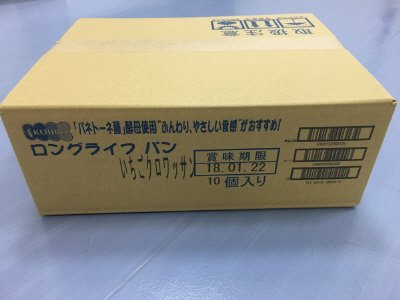 取扱注意
KOUBO
「パネトーネ種」酵母使用"ふんわり、やさしい食感"がおすすめ!
ロングライフ パン
いちごクロワッサン
賞味期限
18.01.22
10個入り